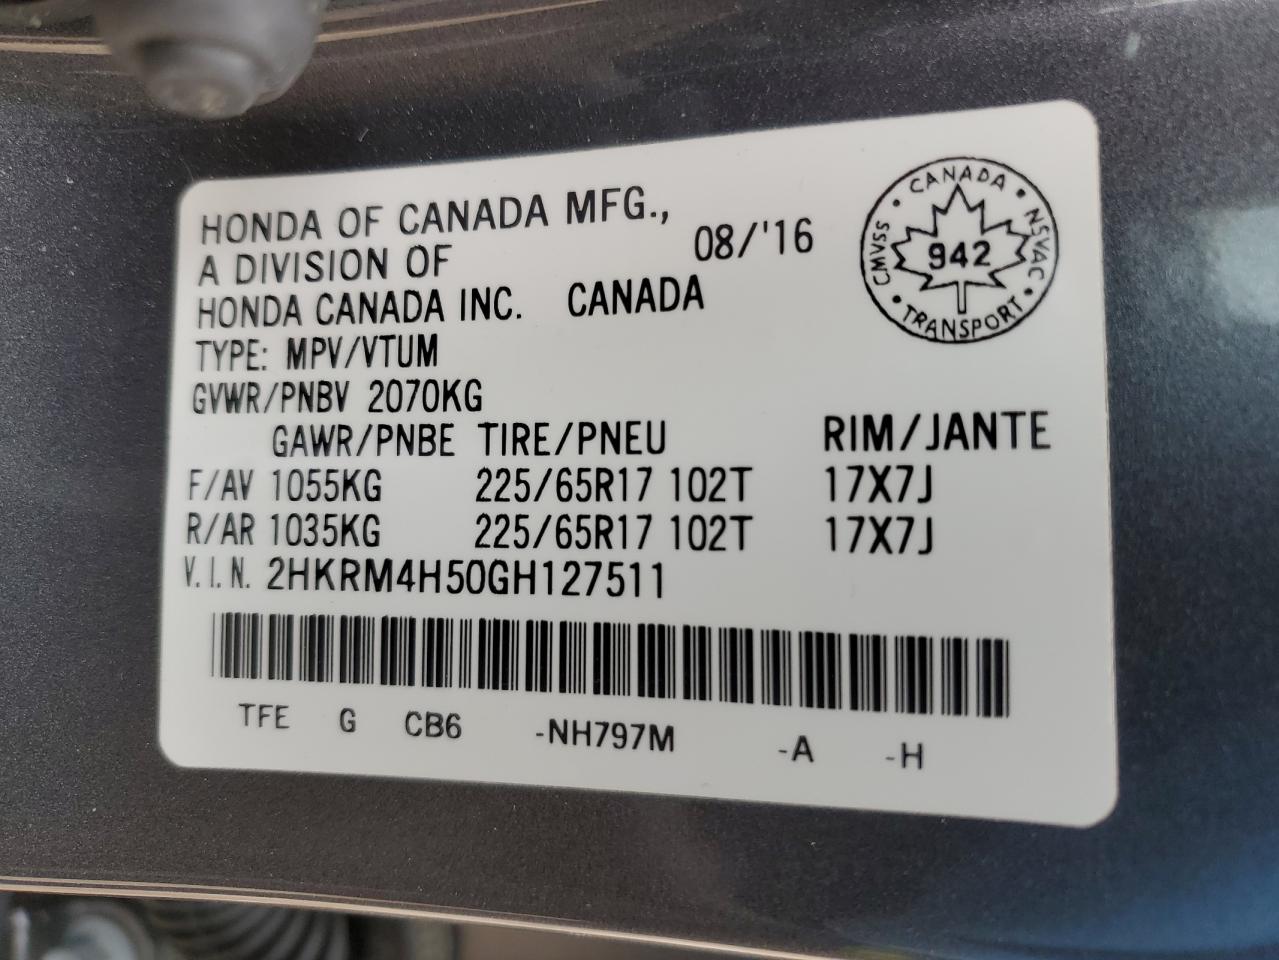 HONDA OF CANADA MFG.,
A DIVISION OF
08/'16
HONDA CANADA INC. CANADA
CANADA
CMVSS
942
NSVAC
TRANSPORT
TYPE: MPV/VTUM
GVWR/PNBV 2070KG
GAWR/PNBE TIRE/PNEU RIM/JANTE
F/AV 1055KG 225/65R17 102T 17X7J
R/AR 1035KG 225/65R17 102T 17X7J
V.I.N. 2HKRM4H50GH127511
TFE G CB6 -NH797M -A -H